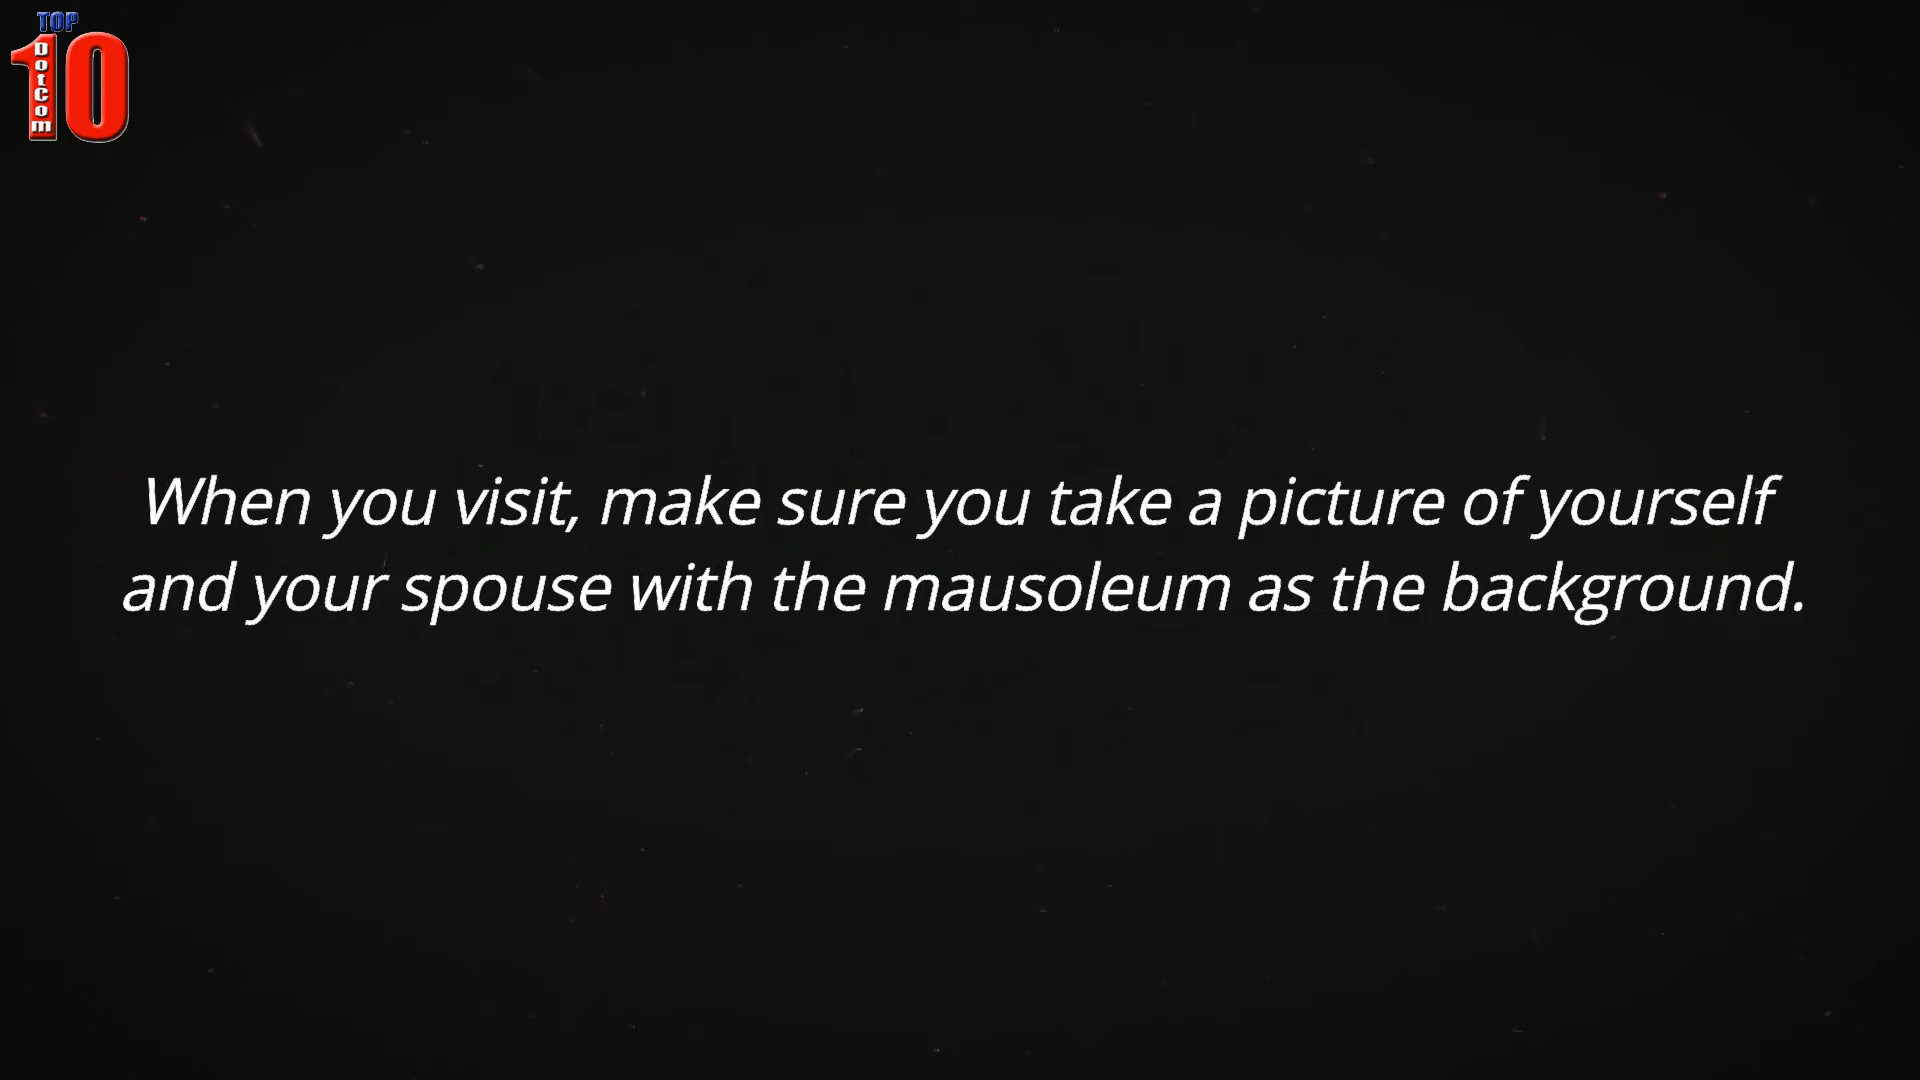 TOP
10
DotCom
When you visit, make sure you take a picture of yourself
and your spouse with the mausoleum as the background.